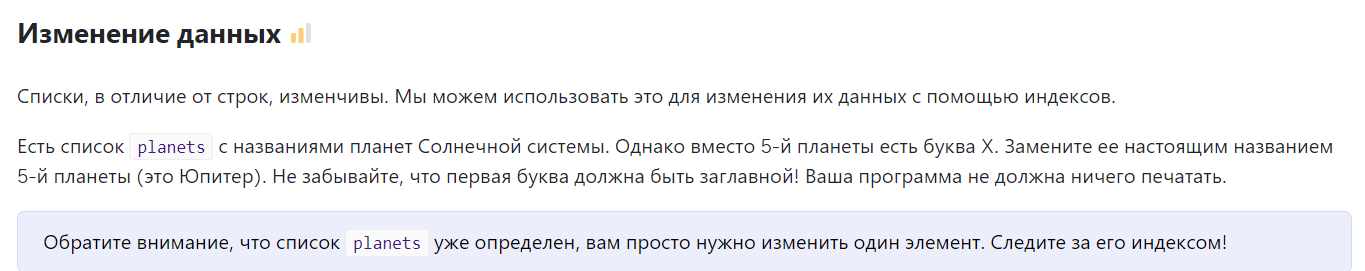 Изменение данных
Списки, в отличие от строк, изменчивы. Мы можем использовать это для изменения их данных с помощью индексов.
Есть список planets с названиями планет Солнечной системы. Однако вместо 5-й планеты есть буква X. Замените ее настоящим названием
5-й планеты (это Юпитер). Не забывайте, что первая буква должна быть заглавной! Ваша программа не должна ничего печатать.
Обратите внимание, что список planets уже определен, вам просто нужно изменить один элемент. Следите за его индексом!